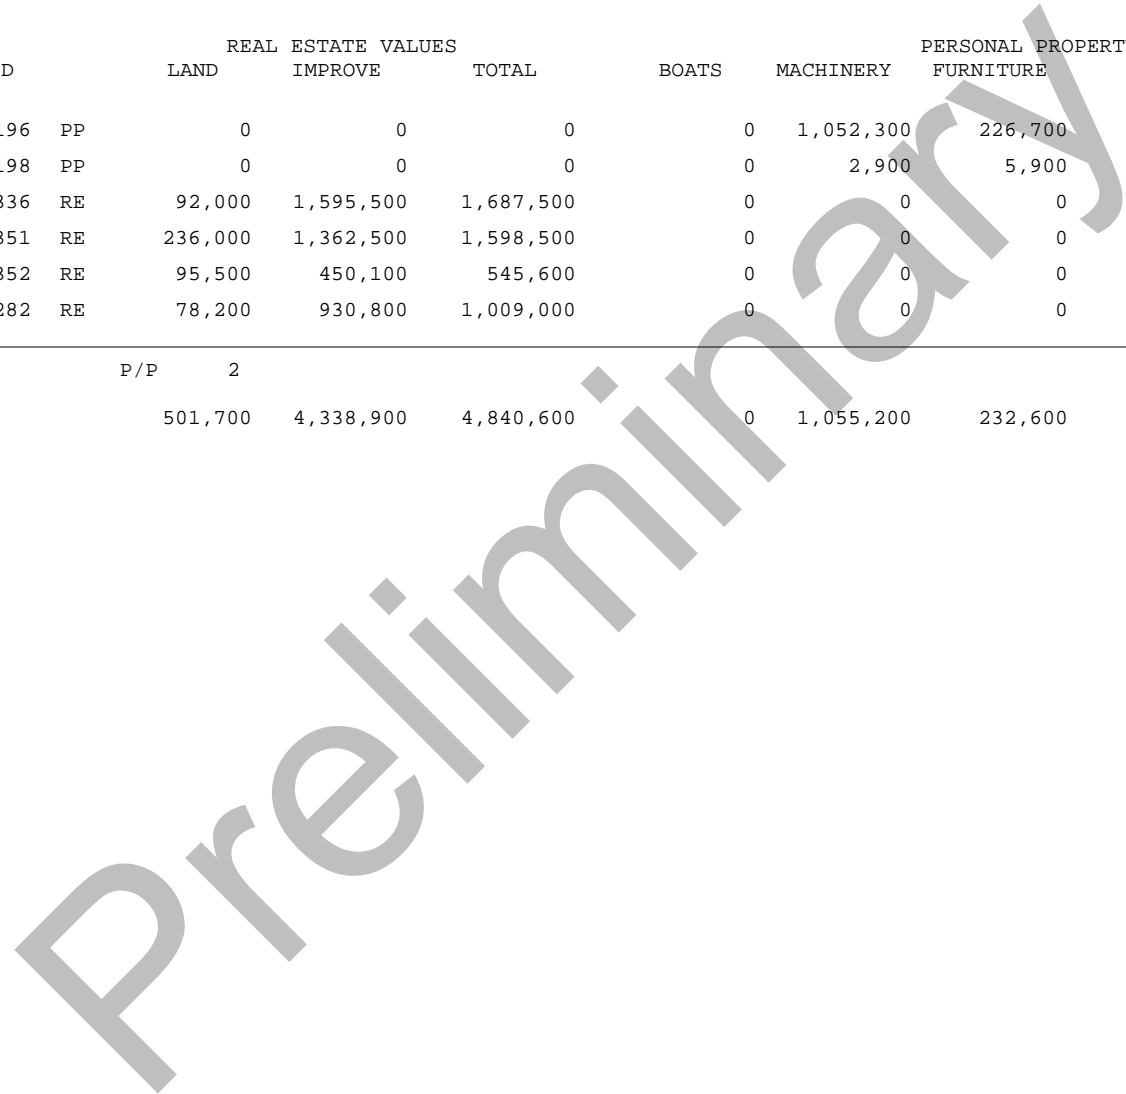 REAL ESTATE VALUES PERSONAL PROPERT
D LAND IMPROVE TOTAL BOATS MACHINERY FURNITURE
196 PP 0 0 0 0 1,052,300 226,700
198 PP 0 0 0 0 2,900 5,900
336 RE 92,000 1,595,500 1,687,500 0 0 0
351 RE 236,000 1,362,500 1,598,500 0 0 0
352 RE 95,500 450,100 545,600 0 0 0
282 RE 78,200 930,800 1,009,000 0 0 0
P/P 2
501,700 4,338,900 4,840,600 0 1,055,200 232,600
Preliminary